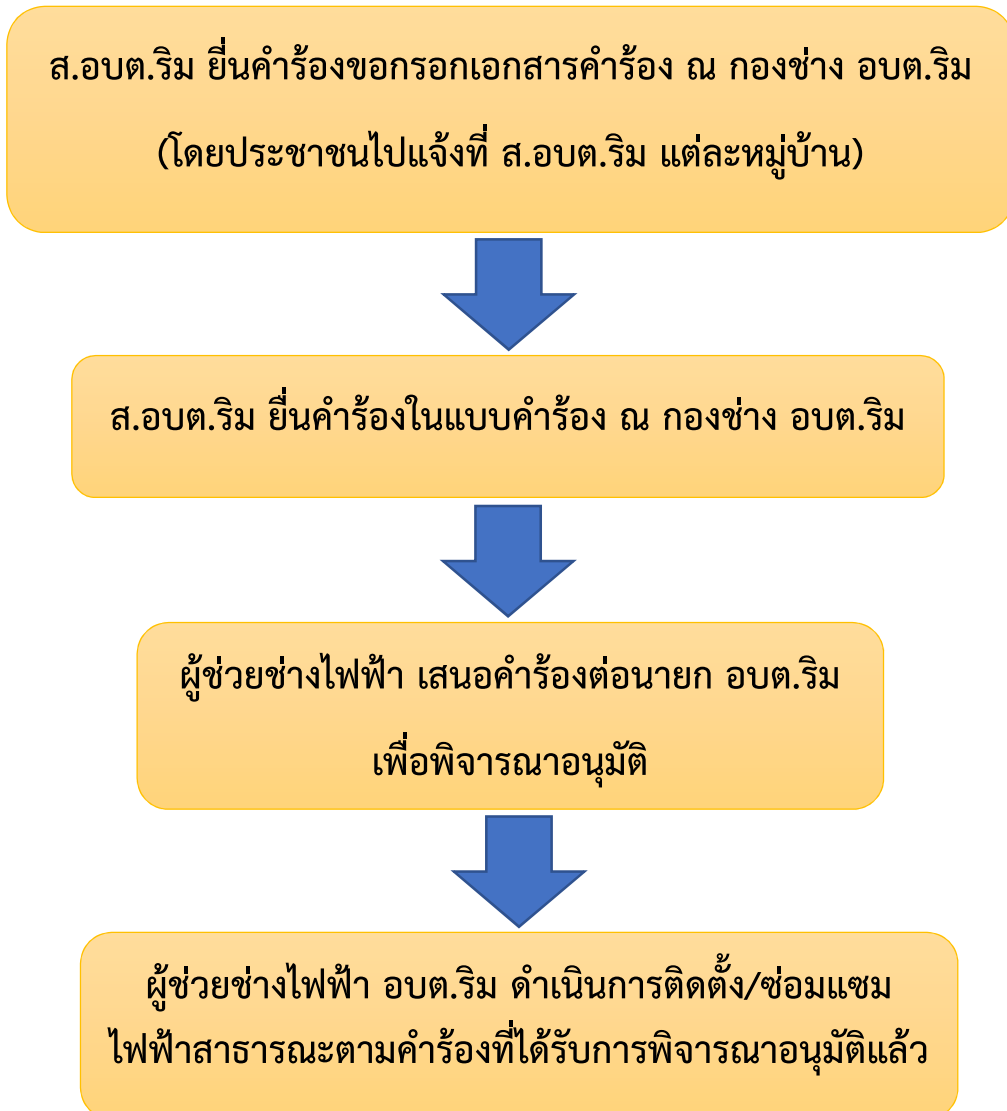 ส.อบต.ริม ยื่นคำร้องขอกรอกเอกสารคำร้อง ณ กองช่าง อบต.ริม
(โดยประชาชนไปแจ้งที่ ส.อบต.ริม แต่ละหมู่บ้าน)
ส.อบต.ริม ยื่นคำร้องในแบบคำร้อง ณ กองช่าง อบต.ริม
ผู้ช่วยช่างไฟฟ้า เสนอคำร้องต่อนายก อบต.ริม
เพื่อพิจารณาอนุมัติ
ผู้ช่วยช่างไฟฟ้า อบต.ริม ดำเนินการติดตั้ง/ซ่อมแซม
ไฟฟ้าสาธารณะตามคำร้องที่ได้รับการพิจารณาอนุมัติแล้ว